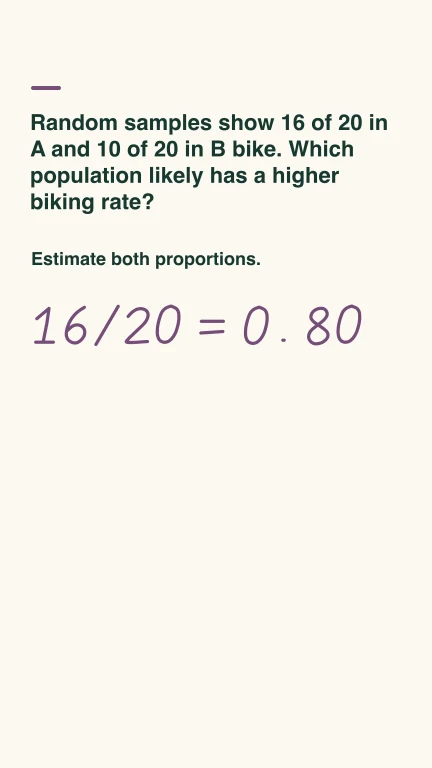 Random samples show 16 of 20 in
A and 10 of 20 in B bike. Which
population likely has a higher
biking rate?
Estimate both proportions.
16/20 = 0.80